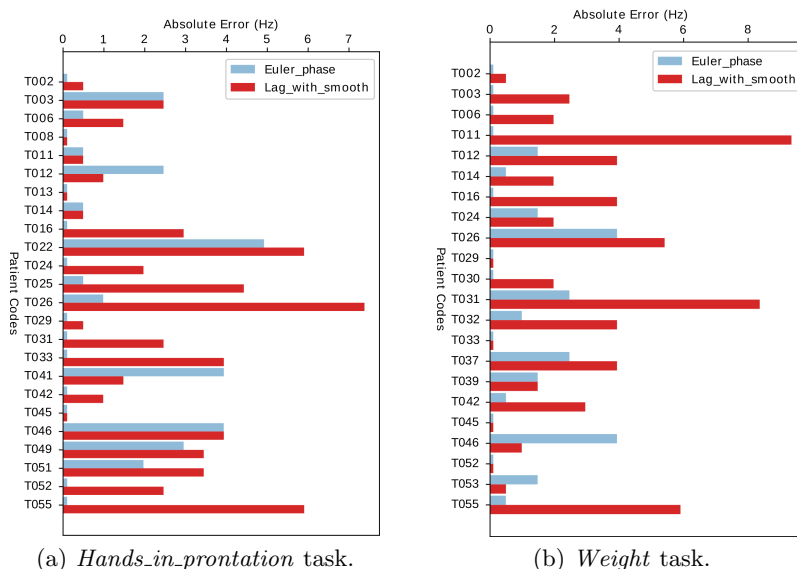 Absolute Error (Hz)
0 1 2 3 4 5 6 7
Euler_phase
Lag_with_smooth
Patient Codes
T002
T003
T006
T008
T011
T012
T013
T014
T016
T022
T024
T025
T026
T029
T031
T033
T041
T042
T045
T046
T049
T051
T052
T055
(a) Hands_in_prontation task.
Absolute Error (Hz)
0 2 4 6 8
Euler_phase
Lag_with_smooth
Patient Codes
T002
T003
T006
T011
T012
T014
T016
T024
T026
T029
T030
T031
T032
T033
T037
T039
T042
T045
T046
T052
T053
T055
(b) Weight task.